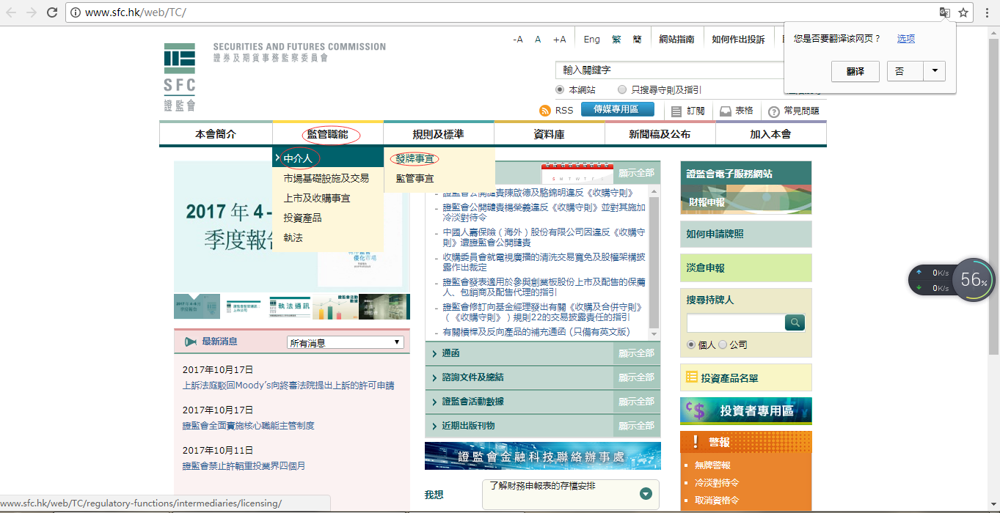 www.sfc.hk/web/TC/
您是否要翻译该网页？ 选项
翻译 否
-A A +A Eng 繁 簡 網站指南 如何作出投訴
SECURITIES AND FUTURES COMMISSION
證券及期貨事務監察委員會
SFC
證監會
輸入關鍵字
本網站 只搜尋守則及指引
RSS 傳媒專用區 訂閱 表格 常見問題
本會簡介 監管職能 規則及標準 資料庫 新聞稿及公布 加入本會
中介人
市場基礎設施及交易
上市及收購事宜
投資產品
執法
發牌事宜
監管事宜
2017 年 4-
季度報告
優化市場
執法通訊
顯示全部
證監會公開譴責陳啟德及駱錦明違反《收購守則》
證監會公開譴責楊榮義違反《收購守則》並對其施加
冷淡對待令
中國人壽保險（海外）股份有限公司因違反《收購守
則》遭證監會公開譴責
收購委員會就電視廣播的清洗交易寬免及股權架構披
露作出裁定
證監會發表適用於參與創業板股份上市及配售的保薦
人、包銷商及配售代理的指引
證監會修訂向基金經理發出有關《收購及合併守則》
（《收購守則》）規則22的交易披露責任的指引
有關槓桿及反向產品的補充通函 (只備有英文版)
通函 顯示全部
諮詢文件及總結 顯示全部
證監會活動數據 顯示全部
近期出版刊物 顯示全部
證監會金融科技聯絡辦事處
我想 了解財務申報表的存檔安排
最新消息 所有消息
2017年10月17日
上訴法庭駁回Moody’s向終審法院提出上訴的許可申請
2017年10月17日
證監會全面實施核心職能主管制度
2017年10月11日
證監會禁止許韜重投業界四個月
證監會電子服務網站
財報申報
如何申請牌照
淡倉申報
搜尋持牌人
個人 公司
投資產品名單
投資者專用區
警報
無牌警報
冷淡對待令
取消資格令
0K/s
0K/s
56%
www.sfc.hk/web/TC/regulatory-functions/intermediaries/licensing/